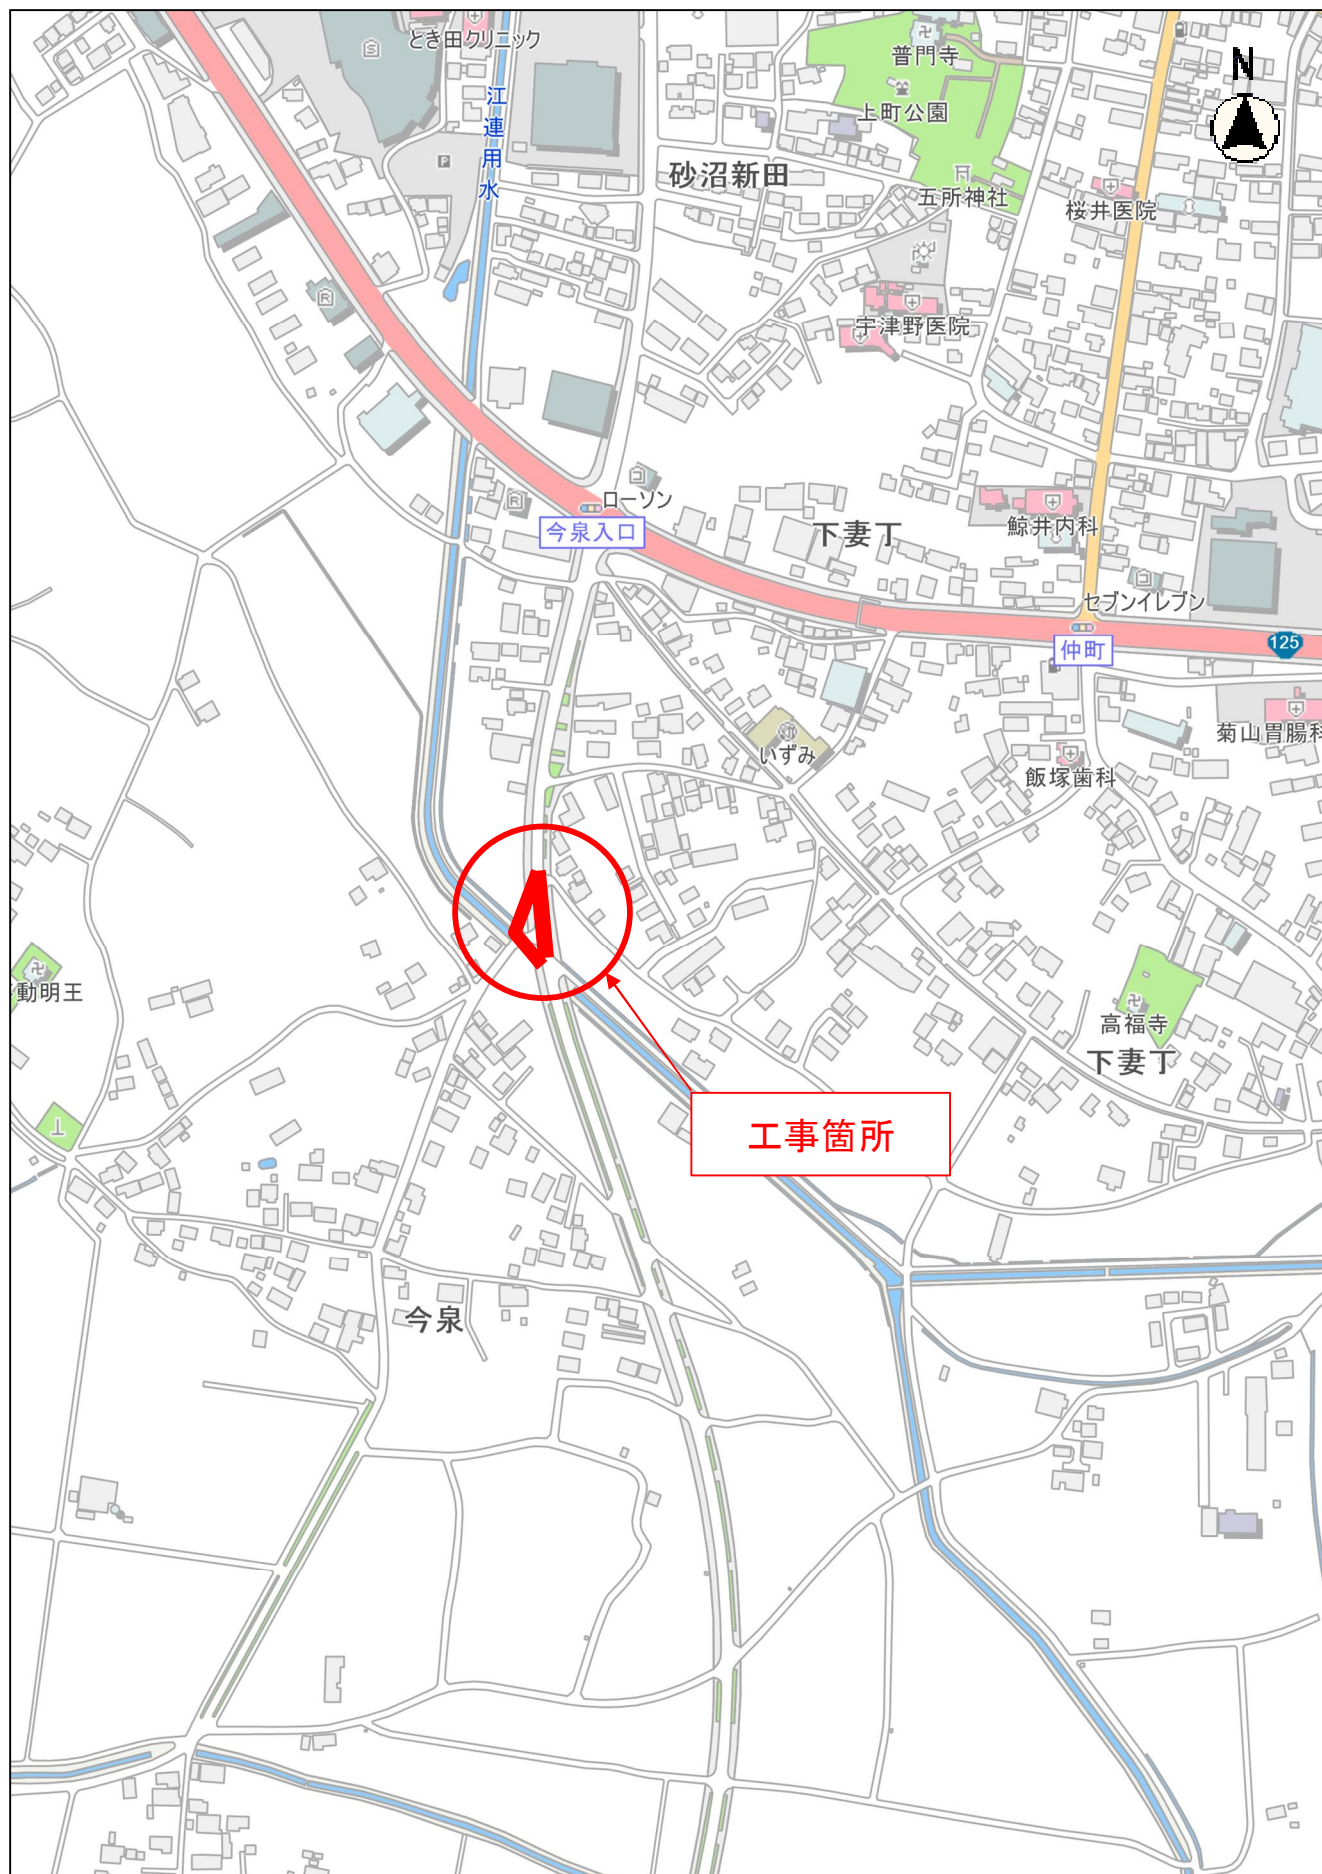 とき田クリニック
普門寺
N
江連用水
上町公園
砂沼新田
五所神社
桜井医院
宇津野医院
ローソン
今泉入口
下妻丁
鯨井内科
セブンイレブン
仲町
125
菊山胃腸科
いずみ
飯塚歯科
動明王
高福寺
下妻丁
工事箇所
今泉